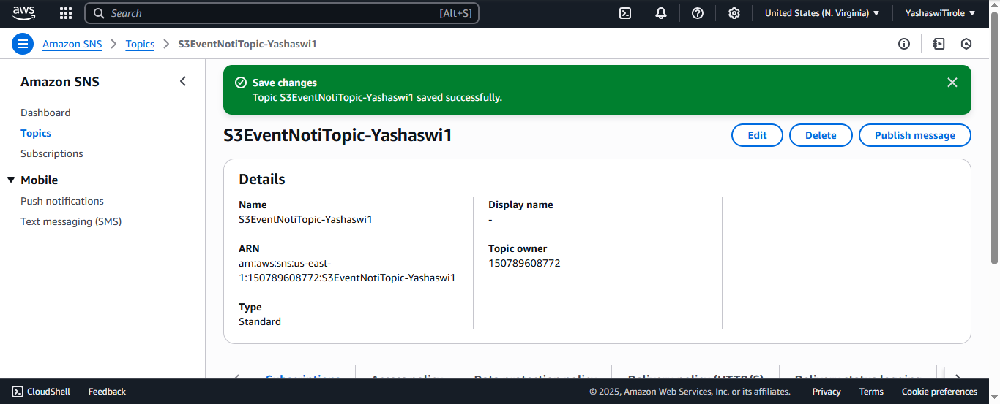 aws
Search
[Alt+S]
United States (N. Virginia)
YashaswiTirole
Amazon SNS
Topics
S3EventNotiTopic-Yashaswi1
Amazon SNS
Dashboard
Topics
Subscriptions
Mobile
Push notifications
Text messaging (SMS)
Save changes
Topic S3EventNotiTopic-Yashaswi1 saved successfully.
S3EventNotiTopic-Yashaswi1
Edit
Delete
Publish message
Details
Name
S3EventNotiTopic-Yashaswi1
ARN
arn:aws:sns:us-east-
1:150789608772:S3EventNotiTopic-Yashaswi1
Type
Standard
Display name
-
Topic owner
150789608772
Subscriptions
Access policy
Data protection policy
Delivery policy (HTTP/S)
Delivery status logging
CloudShell
Feedback
© 2025, Amazon Web Services, Inc. or its affiliates.
Privacy
Terms
Cookie preferences